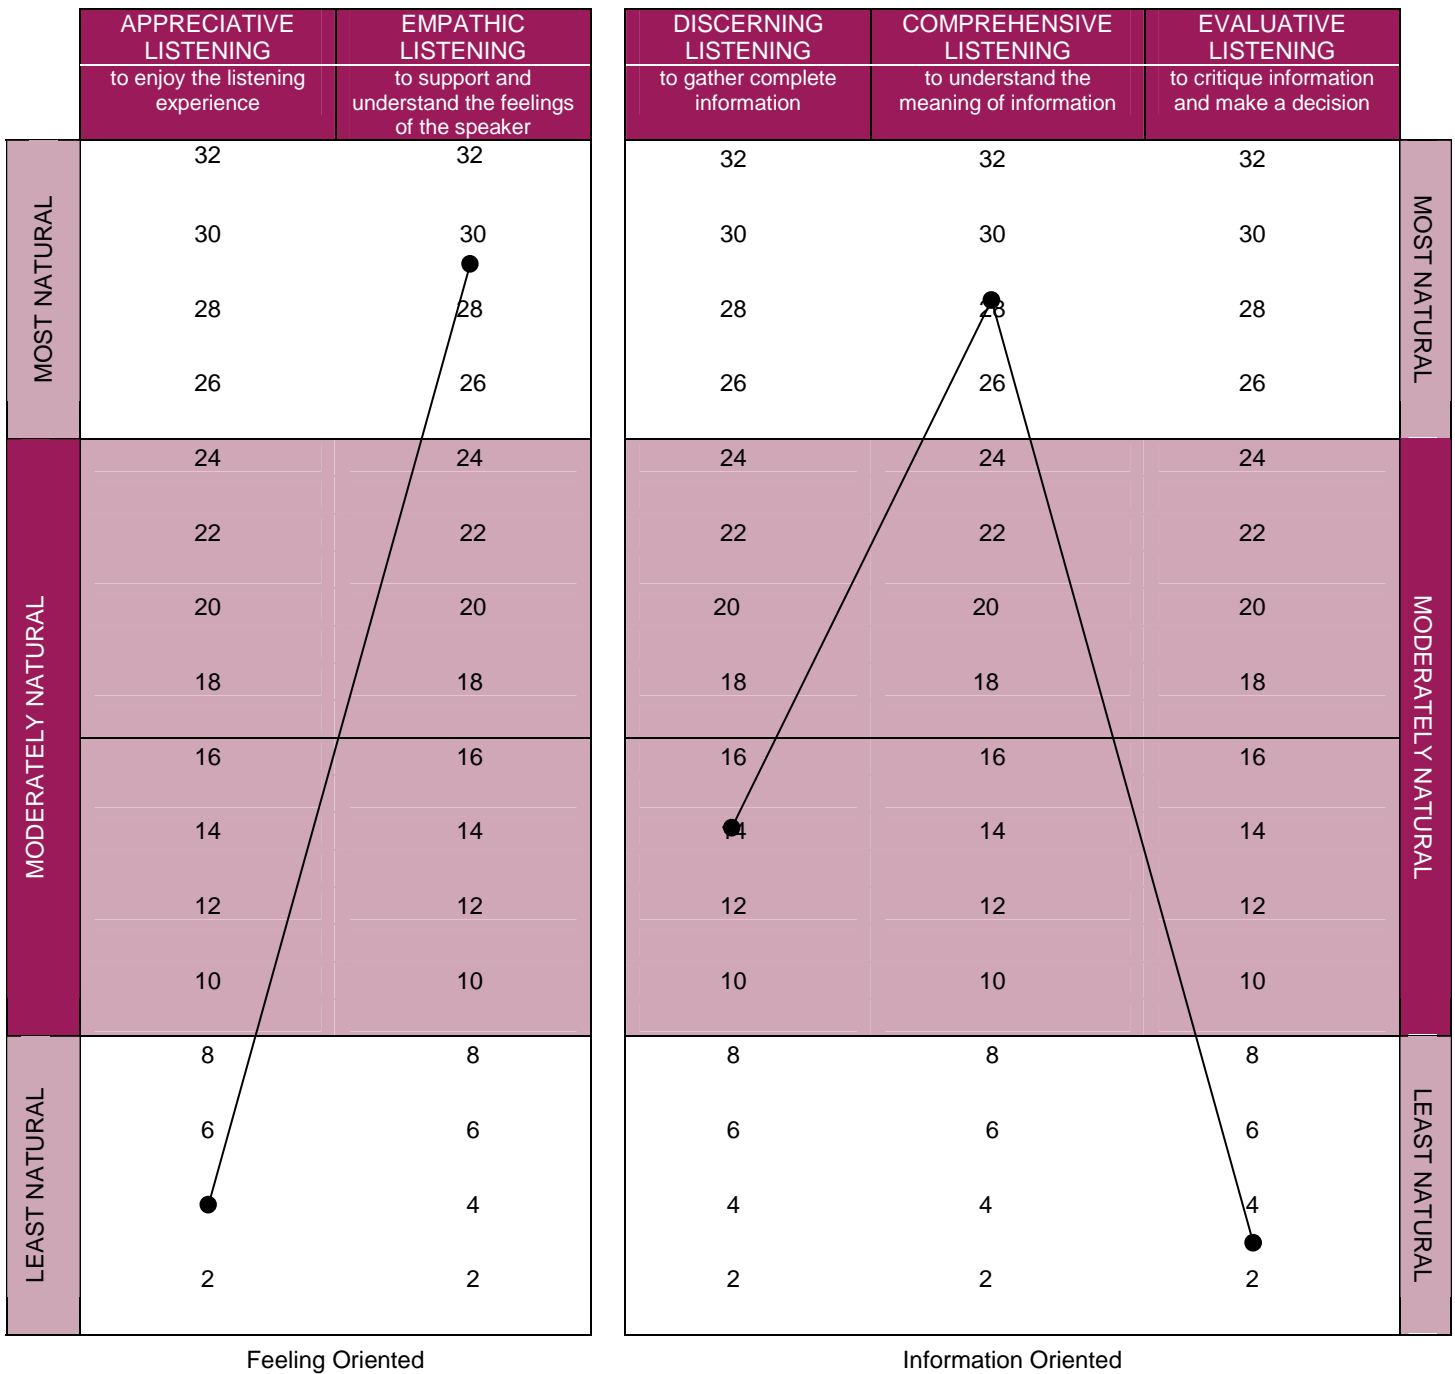 APPRECIATIVE
LISTENING
to enjoy the listening
experience
EMPATHIC
LISTENING
to support and
understand the feelings
of the speaker
DISCERNING
LISTENING
to gather complete
information
COMPREHENSIVE
LISTENING
to understand the
meaning of information
EVALUATIVE
LISTENING
to critique information
and make a decision
MOST NATURAL
32 32 32 32 32
30 30 30 30 30
28 28 28 28 28
26 26 26 26 26
MOST NATURAL
MODERATELY NATURAL
24 24 24 24 24
22 22 22 22 22
20 20 20 20 20
18 18 18 18 18
16 16 16 16 16
14 14 14 14 14
12 12 12 12 12
10 10 10 10 10
MODERATELY NATURAL
LEAST NATURAL
8 8 8 8 8
6 6 6 6 6
4 4 4 4
2 2 2 2 2
LEAST NATURAL
Feeling Oriented
Information Oriented